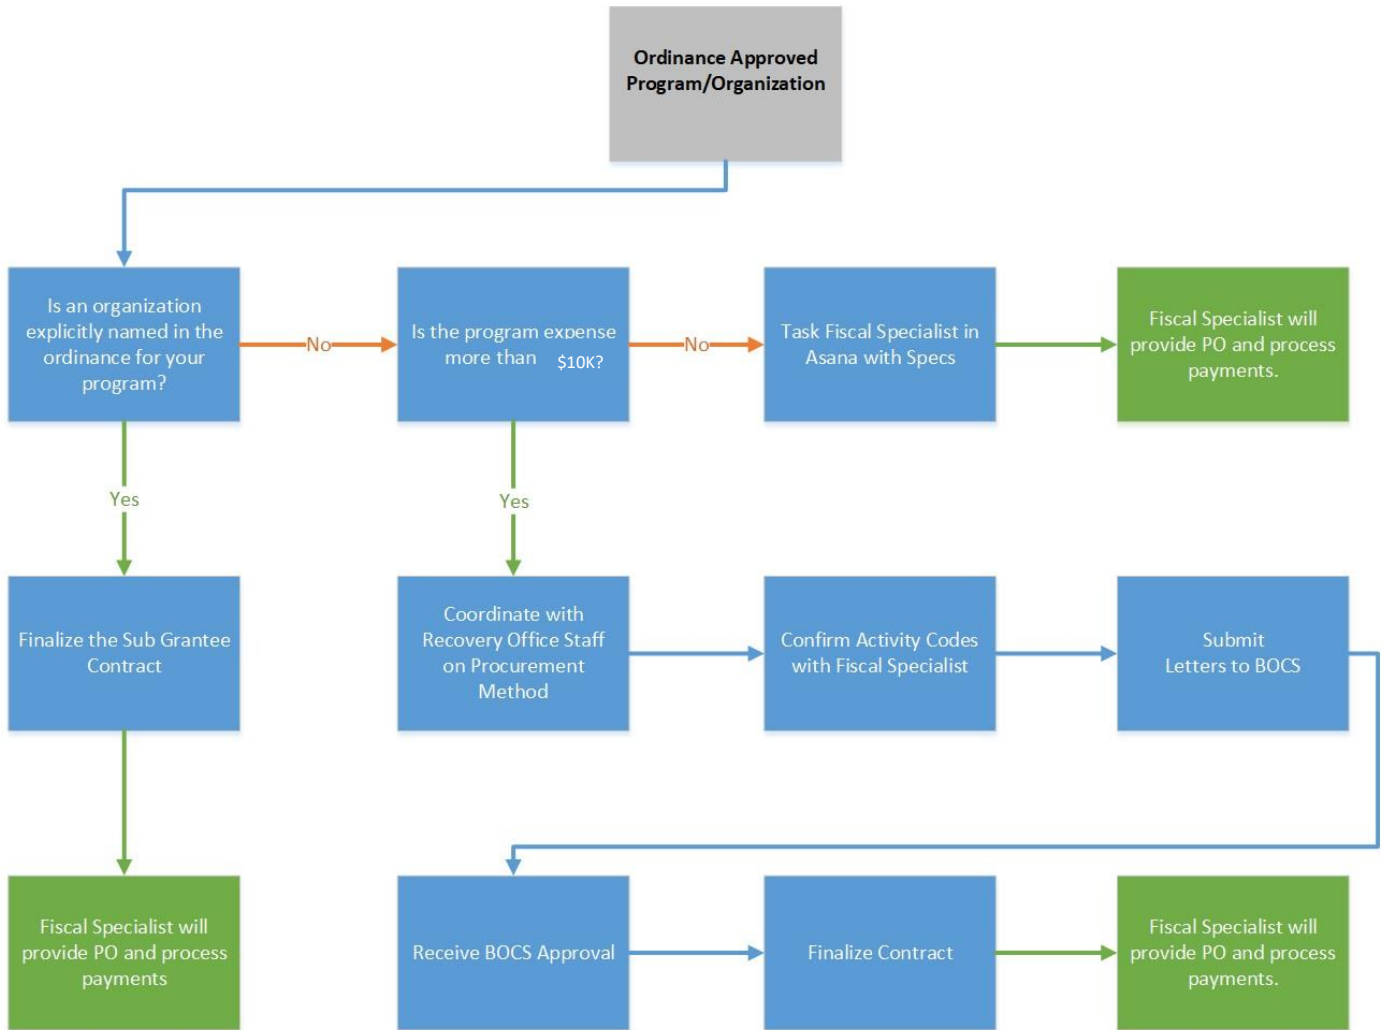 Ordinance Approved
Program/Organization
Is an organization
explicitly named in the
ordinance for your
program?
No
Is the program expense
more than $10K?
No
Task Fiscal Specialist in
Asana with Specs
Fiscal Specialist will
provide PO and process
payments.
Yes
Yes
Finalize the Sub Grantee
Contract
Coordinate with
Recovery Office Staff
on Procurement
Method
Confirm Activity Codes
with Fiscal Specialist
Submit
Letters to BOCS
Fiscal Specialist will
provide PO and process
payments
Receive BOCS Approval
Finalize Contract
Fiscal Specialist will
provide PO and process
payments.